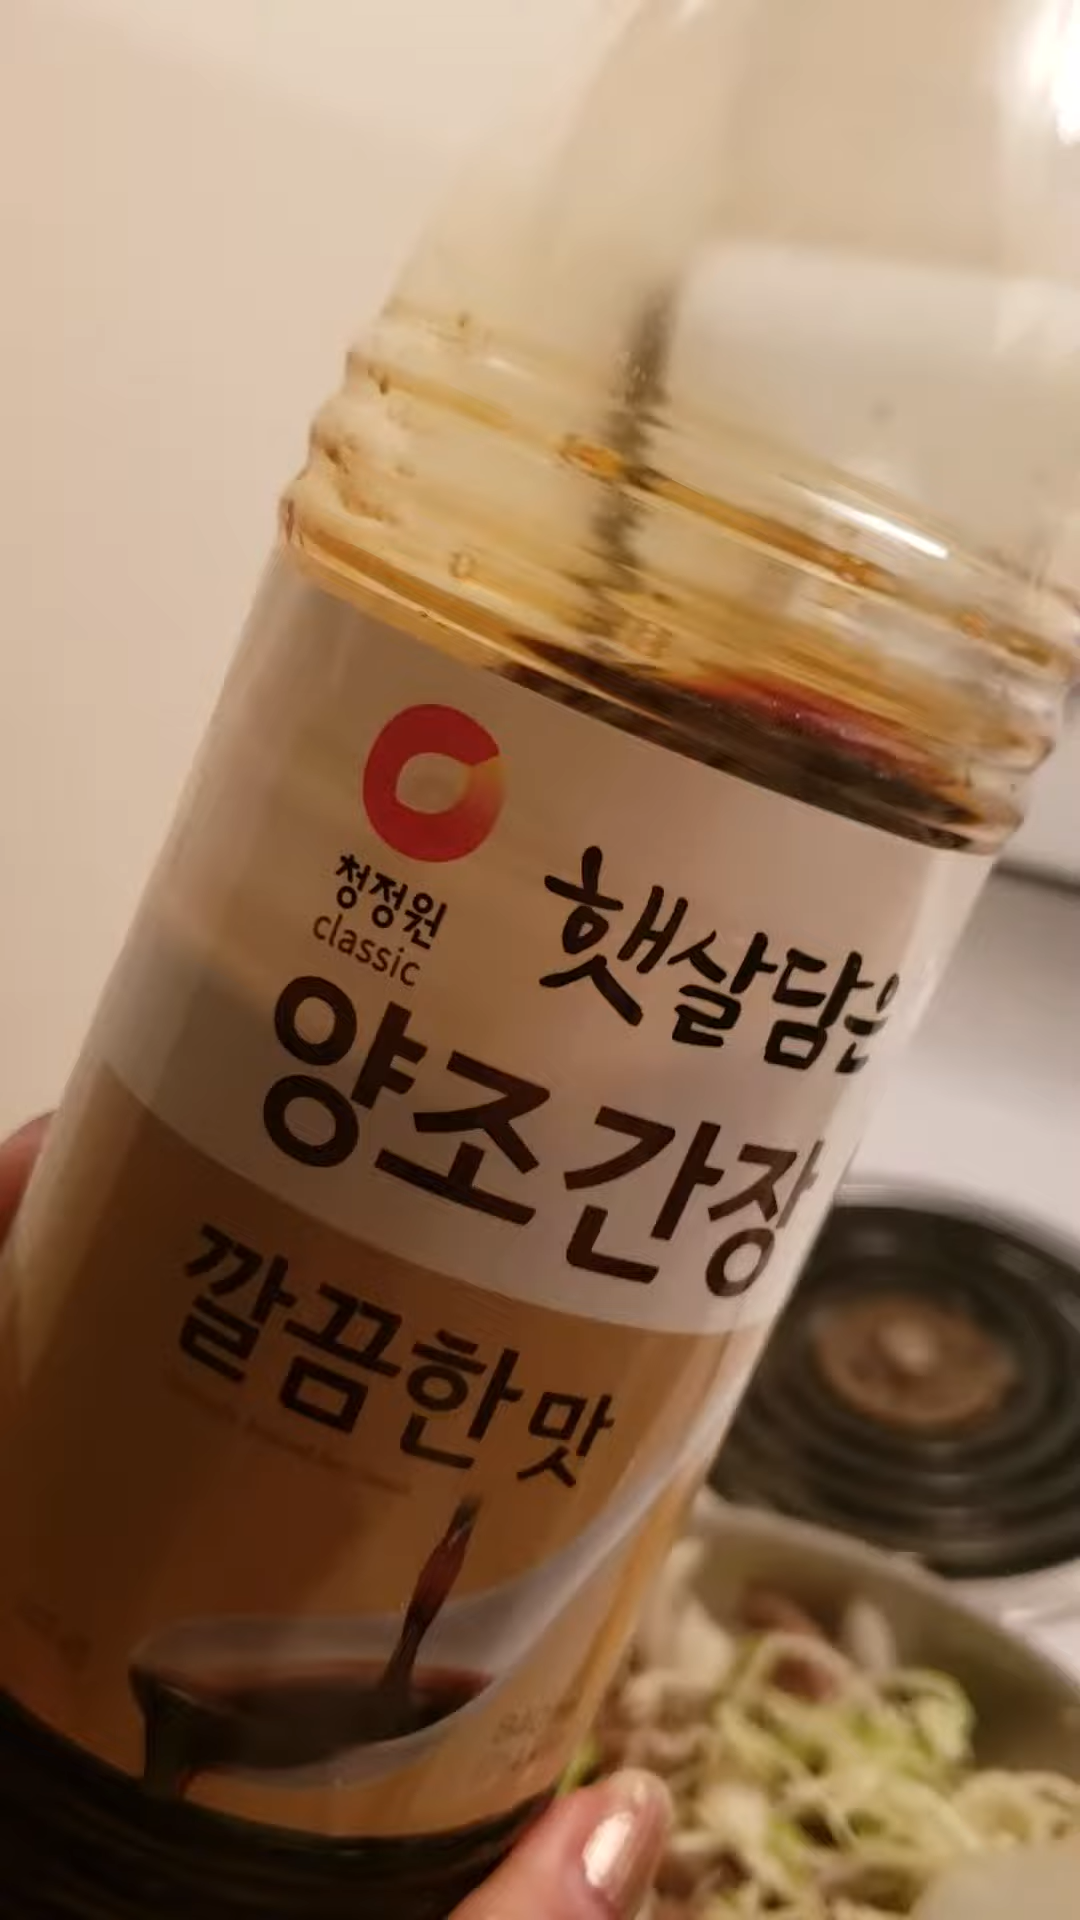 청정원
classic
햇살담은
양조간장
깔끔한 맛